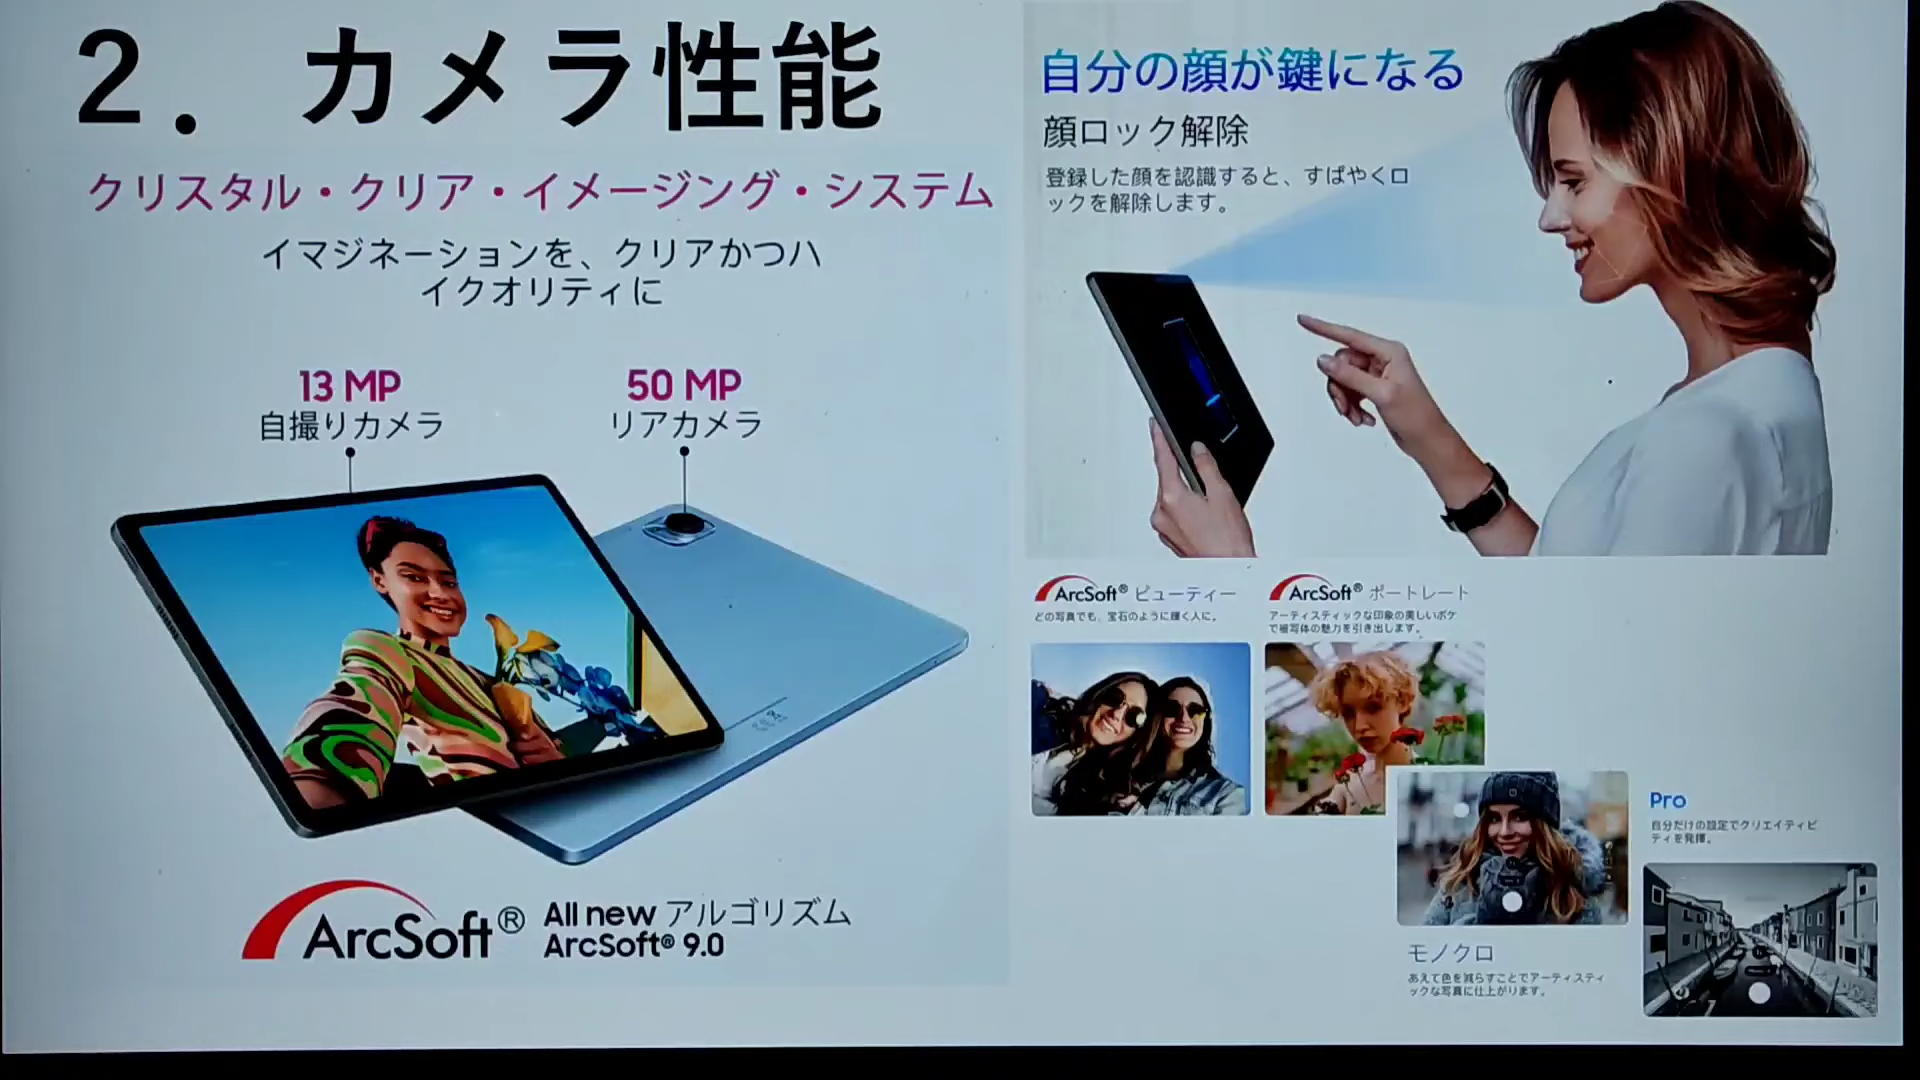 2．カメラ性能
クリスタル・クリア・イメージング・システム
イマジネーションを、クリアかつハ
イクオリティに
13 MP
自撮りカメラ
50 MP
リアカメラ
ArcSoft®
All new アルゴリズム
ArcSoft® 9.0
自分の顔が鍵になる
顔ロック解除
登録した顔を認識すると、すばやくロ
ックを解除します。
ArcSoft® ビューティー
どの写真でも、宝石のように輝く人に。
ArcSoft® ポートレート
アーティスティックな印象の美しいボケ
で被写体の魅力を引き出します。
Pro
自分だけの設定でクリエイティビ
ティを発揮。
モノクロ
あえて色を減らすことでアーティスティ
ックな写真に仕上がります。